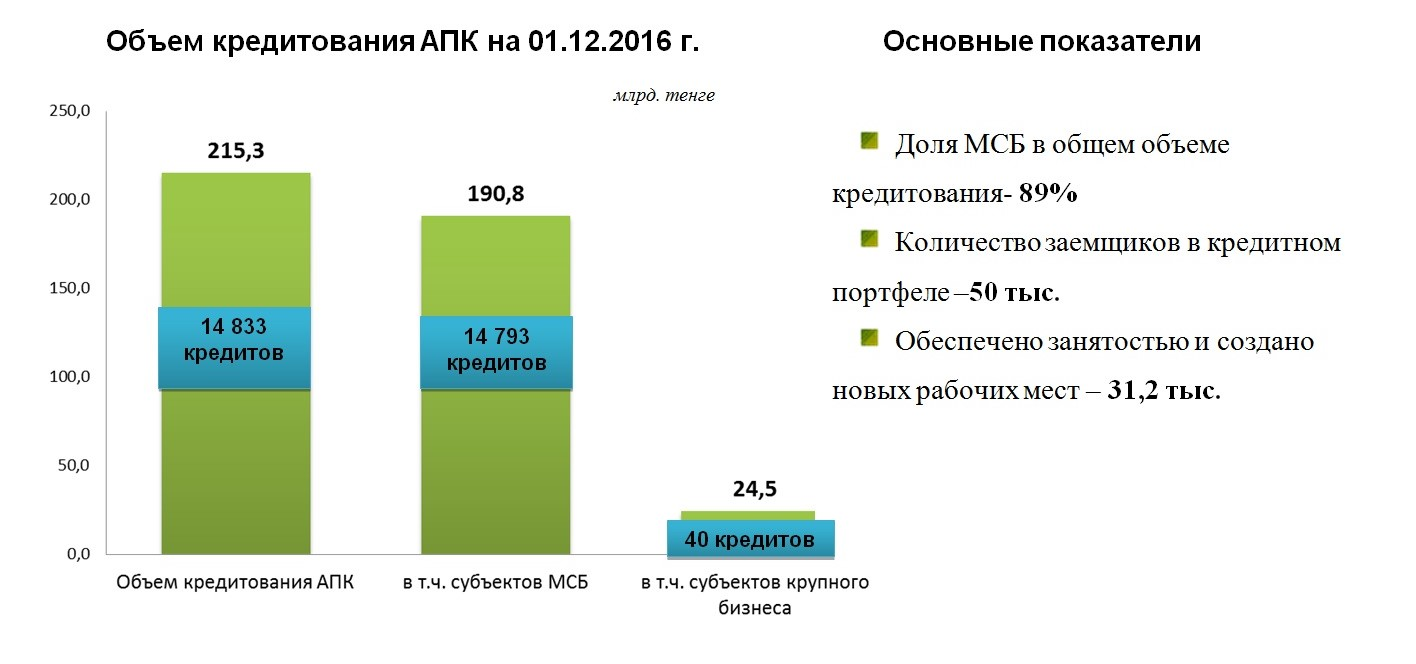 Объем кредитования АПК на 01.12.2016 г.
млрд. тенге
250,0
200,0
150,0
100,0
50,0
0,0
215,3
190,8
24,5
14 833
кредитов
14 793
кредитов
40 кредитов
Объем кредитования АПК
в т.ч. субъектов МСБ
в т.ч. субъектов крупного
бизнеса
Основные показатели
Доля МСБ в общем объеме
кредитования- 89%
Количество заемщиков в кредитном
портфеле –50 тыс.
Обеспечено занятостью и создано
новых рабочих мест – 31,2 тыс.